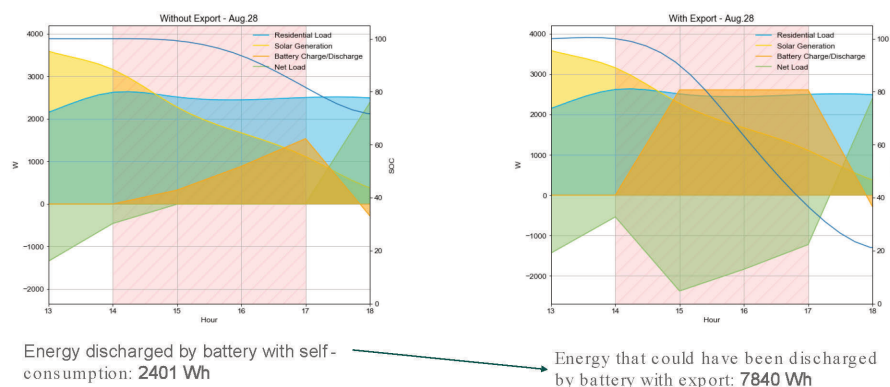 Without Export - Aug.28
Residential Load
Solar Generation
Battery Charge/Discharge
Net Load
4000
3000
2000
1000
0
−1000
−2000
W
100
80
60
40
20
0
SOC
13 14 15 16 17 18
Hour
With Export - Aug.28
Residential Load
Solar Generation
Battery Charge/Discharge
Net Load
4000
3000
2000
1000
0
−1000
−2000
W
100
80
60
40
20
0
13 14 15 16 17 18
Hour
Energy discharged by battery with self-
consumption: 2401 Wh
Energy that could have been discharged
by battery with export: 7840 Wh